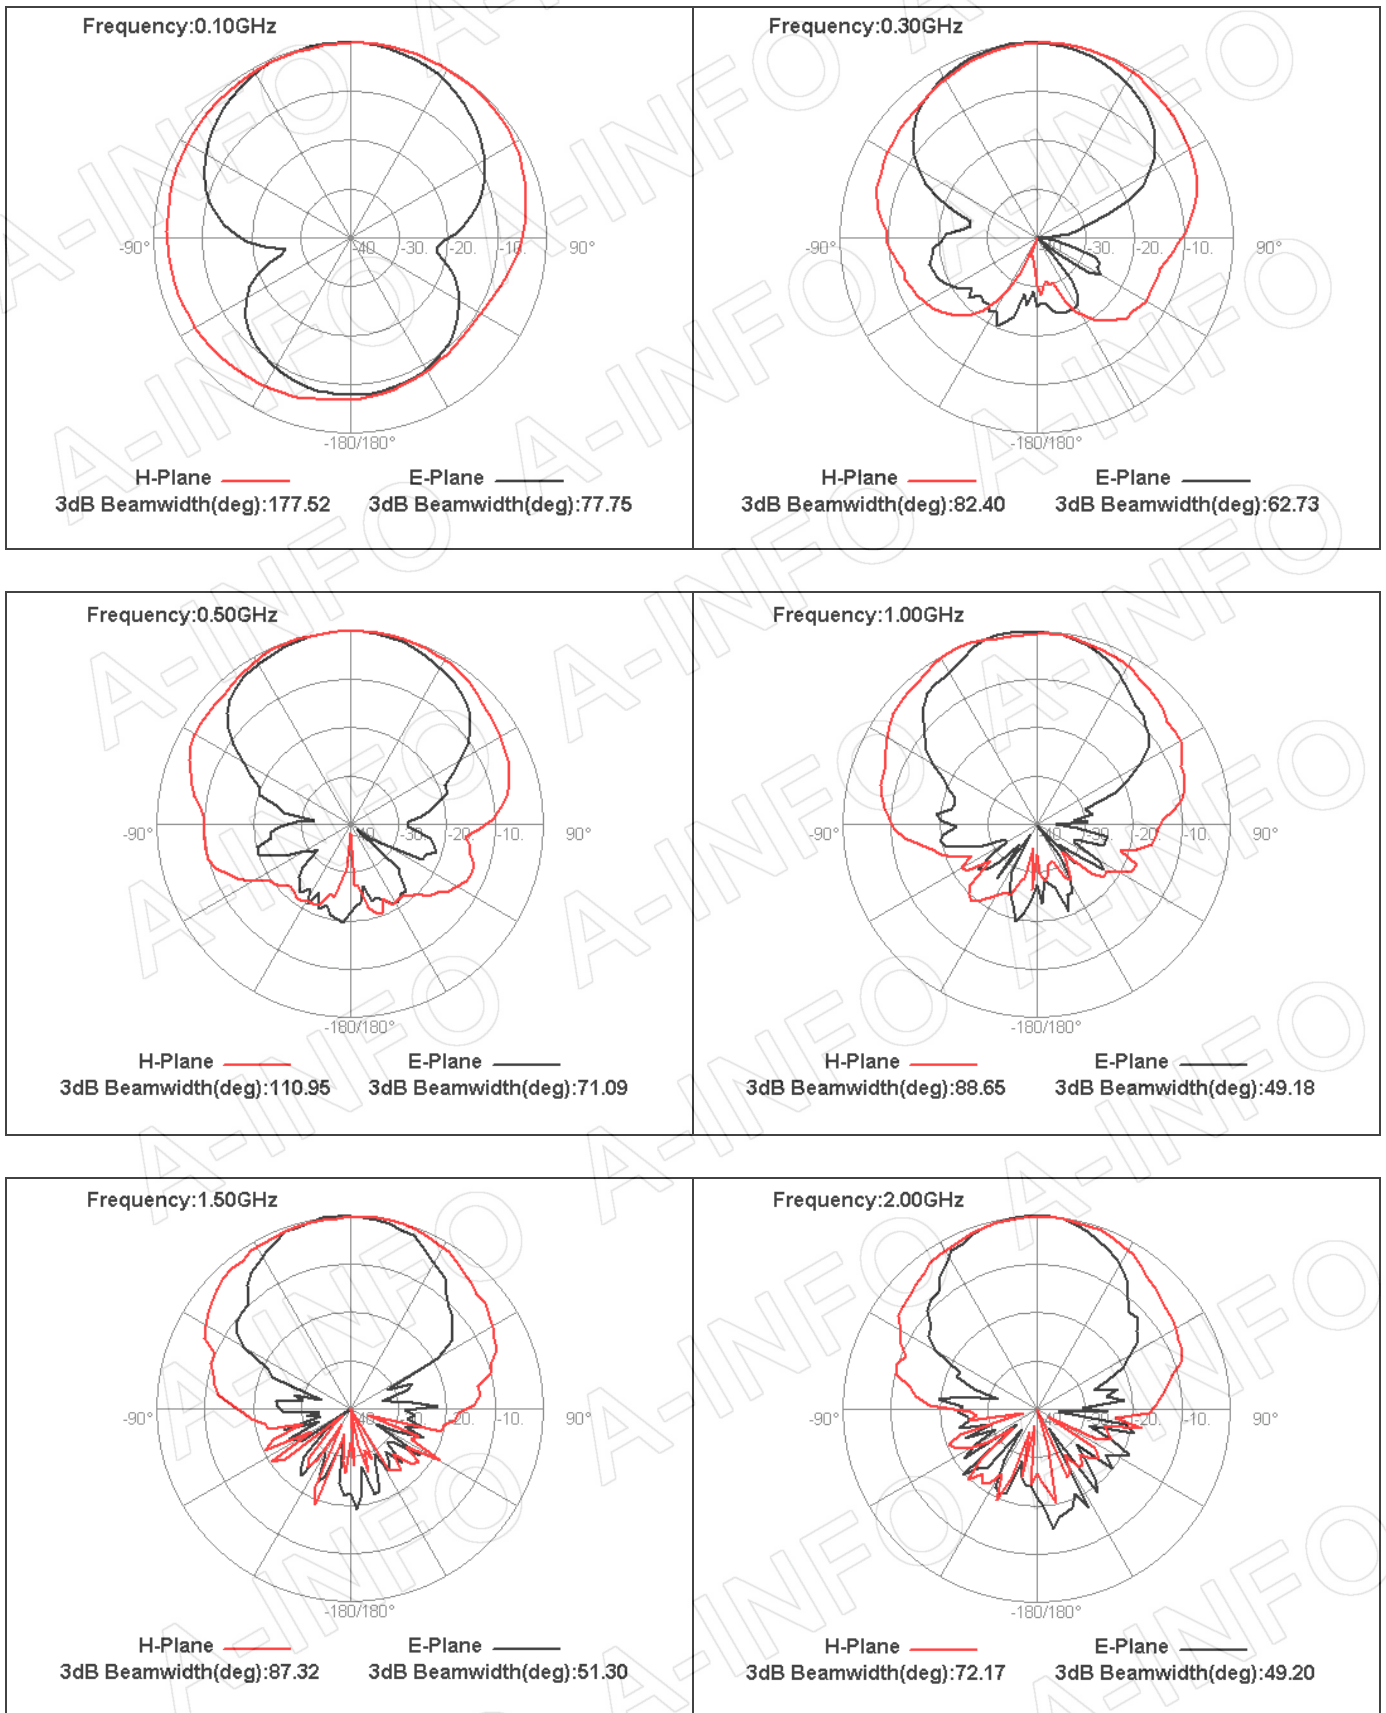 Frequency:0.10GHz
-90° -40. -30. -20. -10. 90°
-180/180°
H-Plane E-Plane
3dB Beamwidth(deg):177.52 3dB Beamwidth(deg):77.75
Frequency:0.30GHz
-90° -30. -20. -10. 90°
-180/180°
H-Plane E-Plane
3dB Beamwidth(deg):82.40 3dB Beamwidth(deg):62.73
Frequency:0.50GHz
-90° -40. -30. -20. -10. 90°
-180/180°
H-Plane E-Plane
3dB Beamwidth(deg):110.95 3dB Beamwidth(deg):71.09
Frequency:1.00GHz
-90° -40. -30. -20. -10. 90°
-180/180°
H-Plane E-Plane
3dB Beamwidth(deg):88.65 3dB Beamwidth(deg):49.18
Frequency:1.50GHz
-90° -20. -10. 90°
-180/180°
H-Plane E-Plane
3dB Beamwidth(deg):87.32 3dB Beamwidth(deg):51.30
Frequency:2.00GHz
-90° -20. -10. 90°
-180/180°
H-Plane E-Plane
3dB Beamwidth(deg):72.17 3dB Beamwidth(deg):49.20
A-INFO